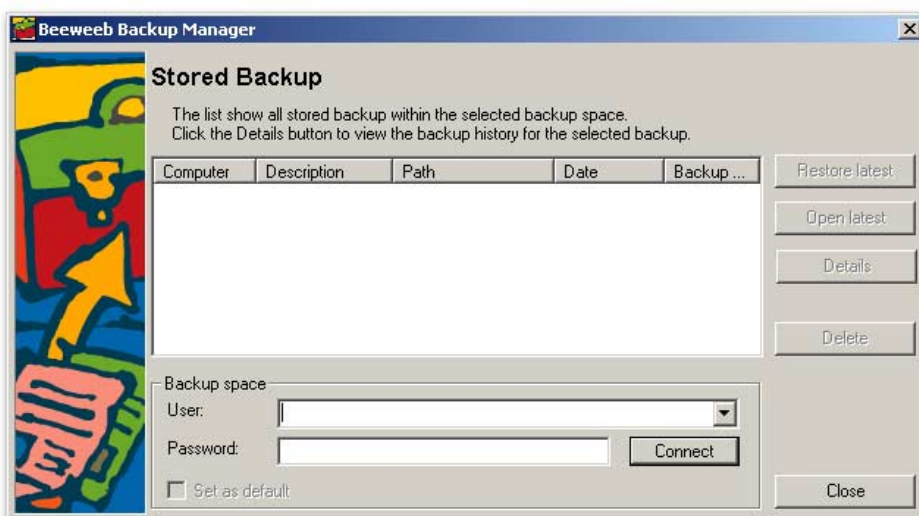 Beeweeb Backup Manager
Stored Backup
The list show all stored backup within the selected backup space.
Click the Details button to view the backup history for the selected backup.
Computer Description Path Date Backup ...
Restore latest
Open latest
Details
Delete
Backup space
User:
Password:
Connect
Set as default
Close